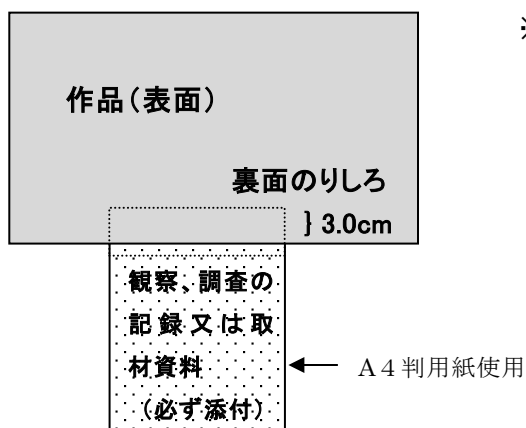 ※
作品（表面）
裏面のりしろ
} 3.0cm
観察、調査の
記録又は取
材資料
（必ず添付）
A４判用紙使用